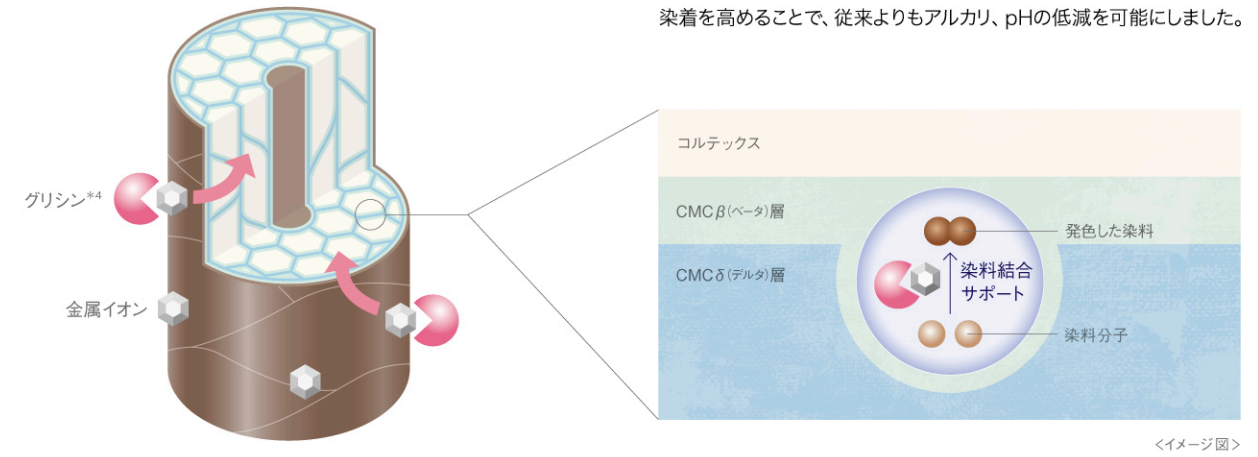 染着を高めることで、従来よりもアルカリ、pHの低減を可能にしました。
グリシン*4
金属イオン
コルテックス
CMCβ(ベータ)層
CMCδ(デルタ)層
発色した染料
染料結合
サポート
染料分子
<イメージ図>